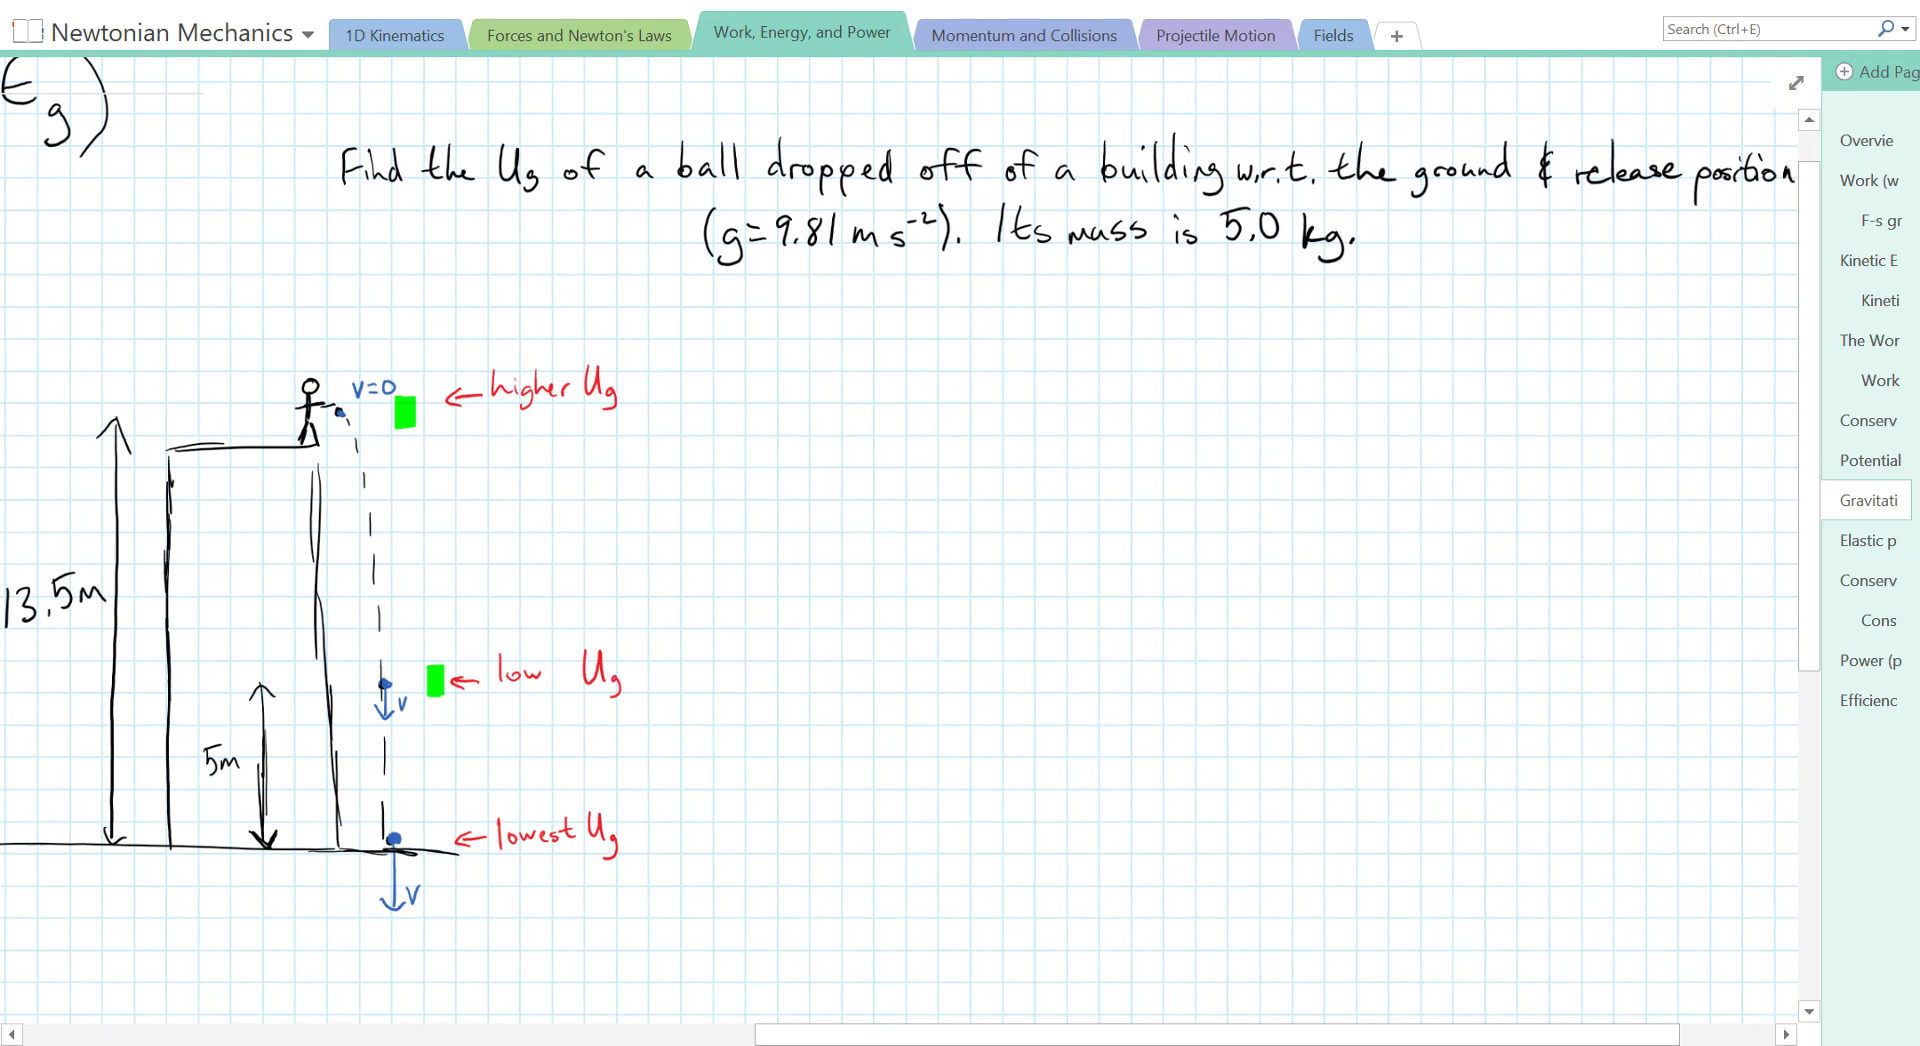 Newtonian Mechanics
1D Kinematics
Forces and Newton's Laws
Work, Energy, and Power
Momentum and Collisions
Projectile Motion
Fields
+
Search (Ctrl+E)
Add Pag
Overvie
Work (w
F-s gr
Kinetic E
Kineti
The Wor
Work
Conserv
Potential
Gravitati
Elastic p
Conserv
Cons
Power (p
Efficienc
Eg)
Find the Ug of a ball dropped off of a building w.r.t. the ground & release position
(g=9.81 m s⁻²). Its mass is 5.0 kg.
v=0
← higher Ug
13.5m
← low Ug
v
5m
← lowest Ug
v